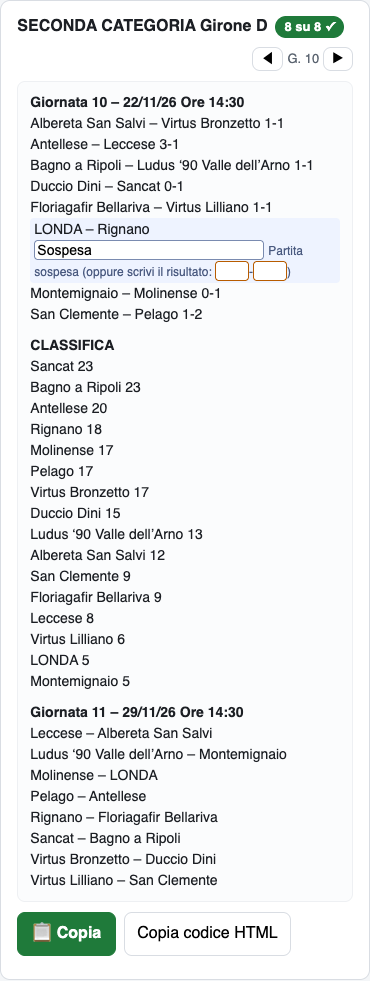 SECONDA CATEGORIA Girone D 8 su 8 ✓
◀ G. 10 ▶
Giornata 10 – 22/11/26 Ore 14:30
Albereta San Salvi – Virtus Bronzetto 1-1
Antellese – Leccese 3-1
Bagno a Ripoli – Ludus ‘90 Valle dell’Arno 1-1
Duccio Dini – Sancat 0-1
Floriagafir Bellariva – Virtus Lilliano 1-1
LONDA – Rignano
Sospesa Partita
sospesa (oppure scrivi il risultato: - )
Montemignaio – Molinense 0-1
San Clemente – Pelago 1-2
CLASSIFICA
Sancat 23
Bagno a Ripoli 23
Antellese 20
Rignano 18
Molinense 17
Pelago 17
Virtus Bronzetto 17
Duccio Dini 15
Ludus ‘90 Valle dell’Arno 13
Albereta San Salvi 12
San Clemente 9
Floriagafir Bellariva 9
Leccese 8
Virtus Lilliano 6
LONDA 5
Montemignaio 5
Giornata 11 – 29/11/26 Ore 14:30
Leccese – Albereta San Salvi
Ludus ‘90 Valle dell’Arno – Montemignaio
Molinense – LONDA
Pelago – Antellese
Rignano – Floriagafir Bellariva
Sancat – Bagno a Ripoli
Virtus Bronzetto – Duccio Dini
Virtus Lilliano – San Clemente
📋 Copia Copia codice HTML